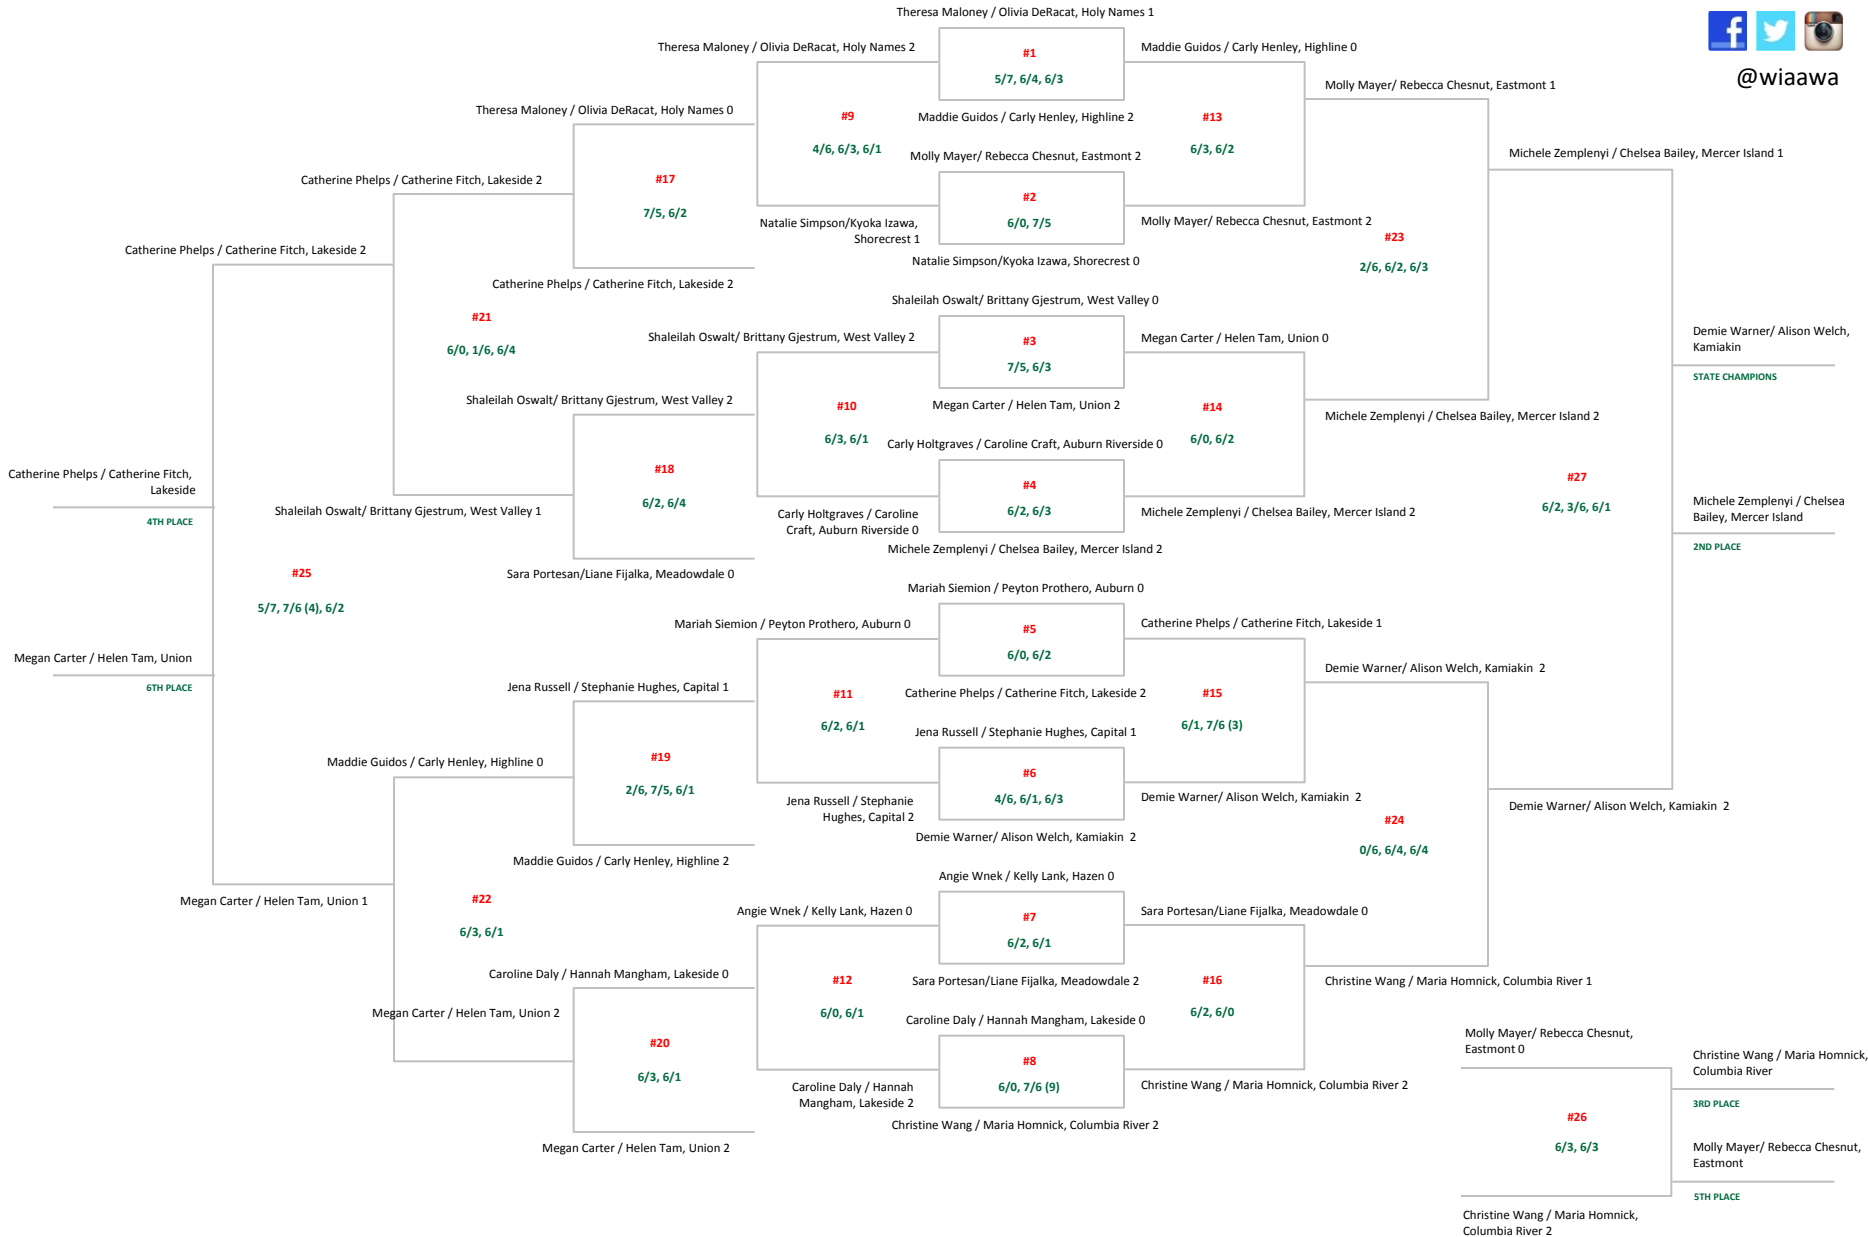 Theresa Maloney / Olivia DeRacat, Holy Names 1
Theresa Maloney / Olivia DeRacat, Holy Names 2
#1
Maddie Guidos / Carly Henley, Highline 0
5/7, 6/4, 6/3
@wiaawa
Molly Mayer/ Rebecca Chesnut, Eastmont 1
Theresa Maloney / Olivia DeRacat, Holy Names 0
#9
Maddie Guidos / Carly Henley, Highline 2
#13
4/6, 6/3, 6/1
6/3, 6/2
Molly Mayer/ Rebecca Chesnut, Eastmont 2
Michele Zemplenyi / Chelsea Bailey, Mercer Island 1
Catherine Phelps / Catherine Fitch, Lakeside 2
#17
#2
7/5, 6/2
Natalie Simpson/Kyoka Izawa,
Shorecrest 1
6/0, 7/5
Molly Mayer/ Rebecca Chesnut, Eastmont 2
#23
Catherine Phelps / Catherine Fitch, Lakeside 2
Natalie Simpson/Kyoka Izawa, Shorecrest 0
2/6, 6/2, 6/3
Catherine Phelps / Catherine Fitch, Lakeside 2
Shaleilah Oswalt/ Brittany Gjestrum, West Valley 0
#21
6/0, 1/6, 6/4
Shaleilah Oswalt/ Brittany Gjestrum, West Valley 2
#3
7/5, 6/3
Megan Carter / Helen Tam, Union 0
Demie Warner/ Alison Welch,
Kamiakin
STATE CHAMPIONS
Shaleilah Oswalt/ Brittany Gjestrum, West Valley 2
#10
Megan Carter / Helen Tam, Union 2
#14
Michele Zemplenyi / Chelsea Bailey, Mercer Island 2
6/3, 6/1
Carly Holtgraves / Caroline Craft, Auburn Riverside 0
6/0, 6/2
Catherine Phelps / Catherine Fitch,
Lakeside
4TH PLACE
#18
6/2, 6/4
#4
6/2, 6/3
#27
6/2, 3/6, 6/1
Michele Zemplenyi / Chelsea
Bailey, Mercer Island
2ND PLACE
Shaleilah Oswalt/ Brittany Gjestrum, West Valley 1
Carly Holtgraves / Caroline
Craft, Auburn Riverside 0
Michele Zemplenyi / Chelsea Bailey, Mercer Island 2
Michele Zemplenyi / Chelsea Bailey, Mercer Island 2
#25
Sara Portesan/Liane Fijalka, Meadowdale 0
5/7, 7/6 (4), 6/2
Mariah Siemion / Peyton Prothero, Auburn 0
Mariah Siemion / Peyton Prothero, Auburn 0
#5
6/0, 6/2
Catherine Phelps / Catherine Fitch, Lakeside 1
Megan Carter / Helen Tam, Union
6TH PLACE
Demie Warner/ Alison Welch, Kamiakin  2
Jena Russell / Stephanie Hughes, Capital 1
#11
Catherine Phelps / Catherine Fitch, Lakeside 2
#15
6/2, 6/1
6/1, 7/6 (3)
Jena Russell / Stephanie Hughes, Capital 1
Maddie Guidos / Carly Henley, Highline 0
#19
2/6, 7/5, 6/1
#6
4/6, 6/1, 6/3
Jena Russell / Stephanie
Hughes, Capital 2
Demie Warner/ Alison Welch, Kamiakin  2
Demie Warner/ Alison Welch, Kamiakin  2
#24
Demie Warner/ Alison Welch, Kamiakin  2
0/6, 6/4, 6/4
Maddie Guidos / Carly Henley, Highline 2
Angie Wnek / Kelly Lank, Hazen 0
Megan Carter / Helen Tam, Union 1
#22
6/3, 6/1
Angie Wnek / Kelly Lank, Hazen 0
#7
6/2, 6/1
Sara Portesan/Liane Fijalka, Meadowdale 0
Caroline Daly / Hannah Mangham, Lakeside 0
#12
Sara Portesan/Liane Fijalka, Meadowdale 2
#16
Christine Wang / Maria Homnick, Columbia River 1
Megan Carter / Helen Tam, Union 2
6/0, 6/1
Caroline Daly / Hannah Mangham, Lakeside 0
6/2, 6/0
#20
6/3, 6/1
#8
6/0, 7/6 (9)
Caroline Daly / Hannah
Mangham, Lakeside 2
Christine Wang / Maria Homnick, Columbia River 2
Christine Wang / Maria Homnick, Columbia River 2
Megan Carter / Helen Tam, Union 2
Molly Mayer/ Rebecca Chesnut,
Eastmont 0
Christine Wang / Maria Homnick,
Columbia River
3RD PLACE
#26
6/3, 6/3
Molly Mayer/ Rebecca Chesnut,
Eastmont
5TH PLACE
Christine Wang / Maria Homnick,
Columbia River 2